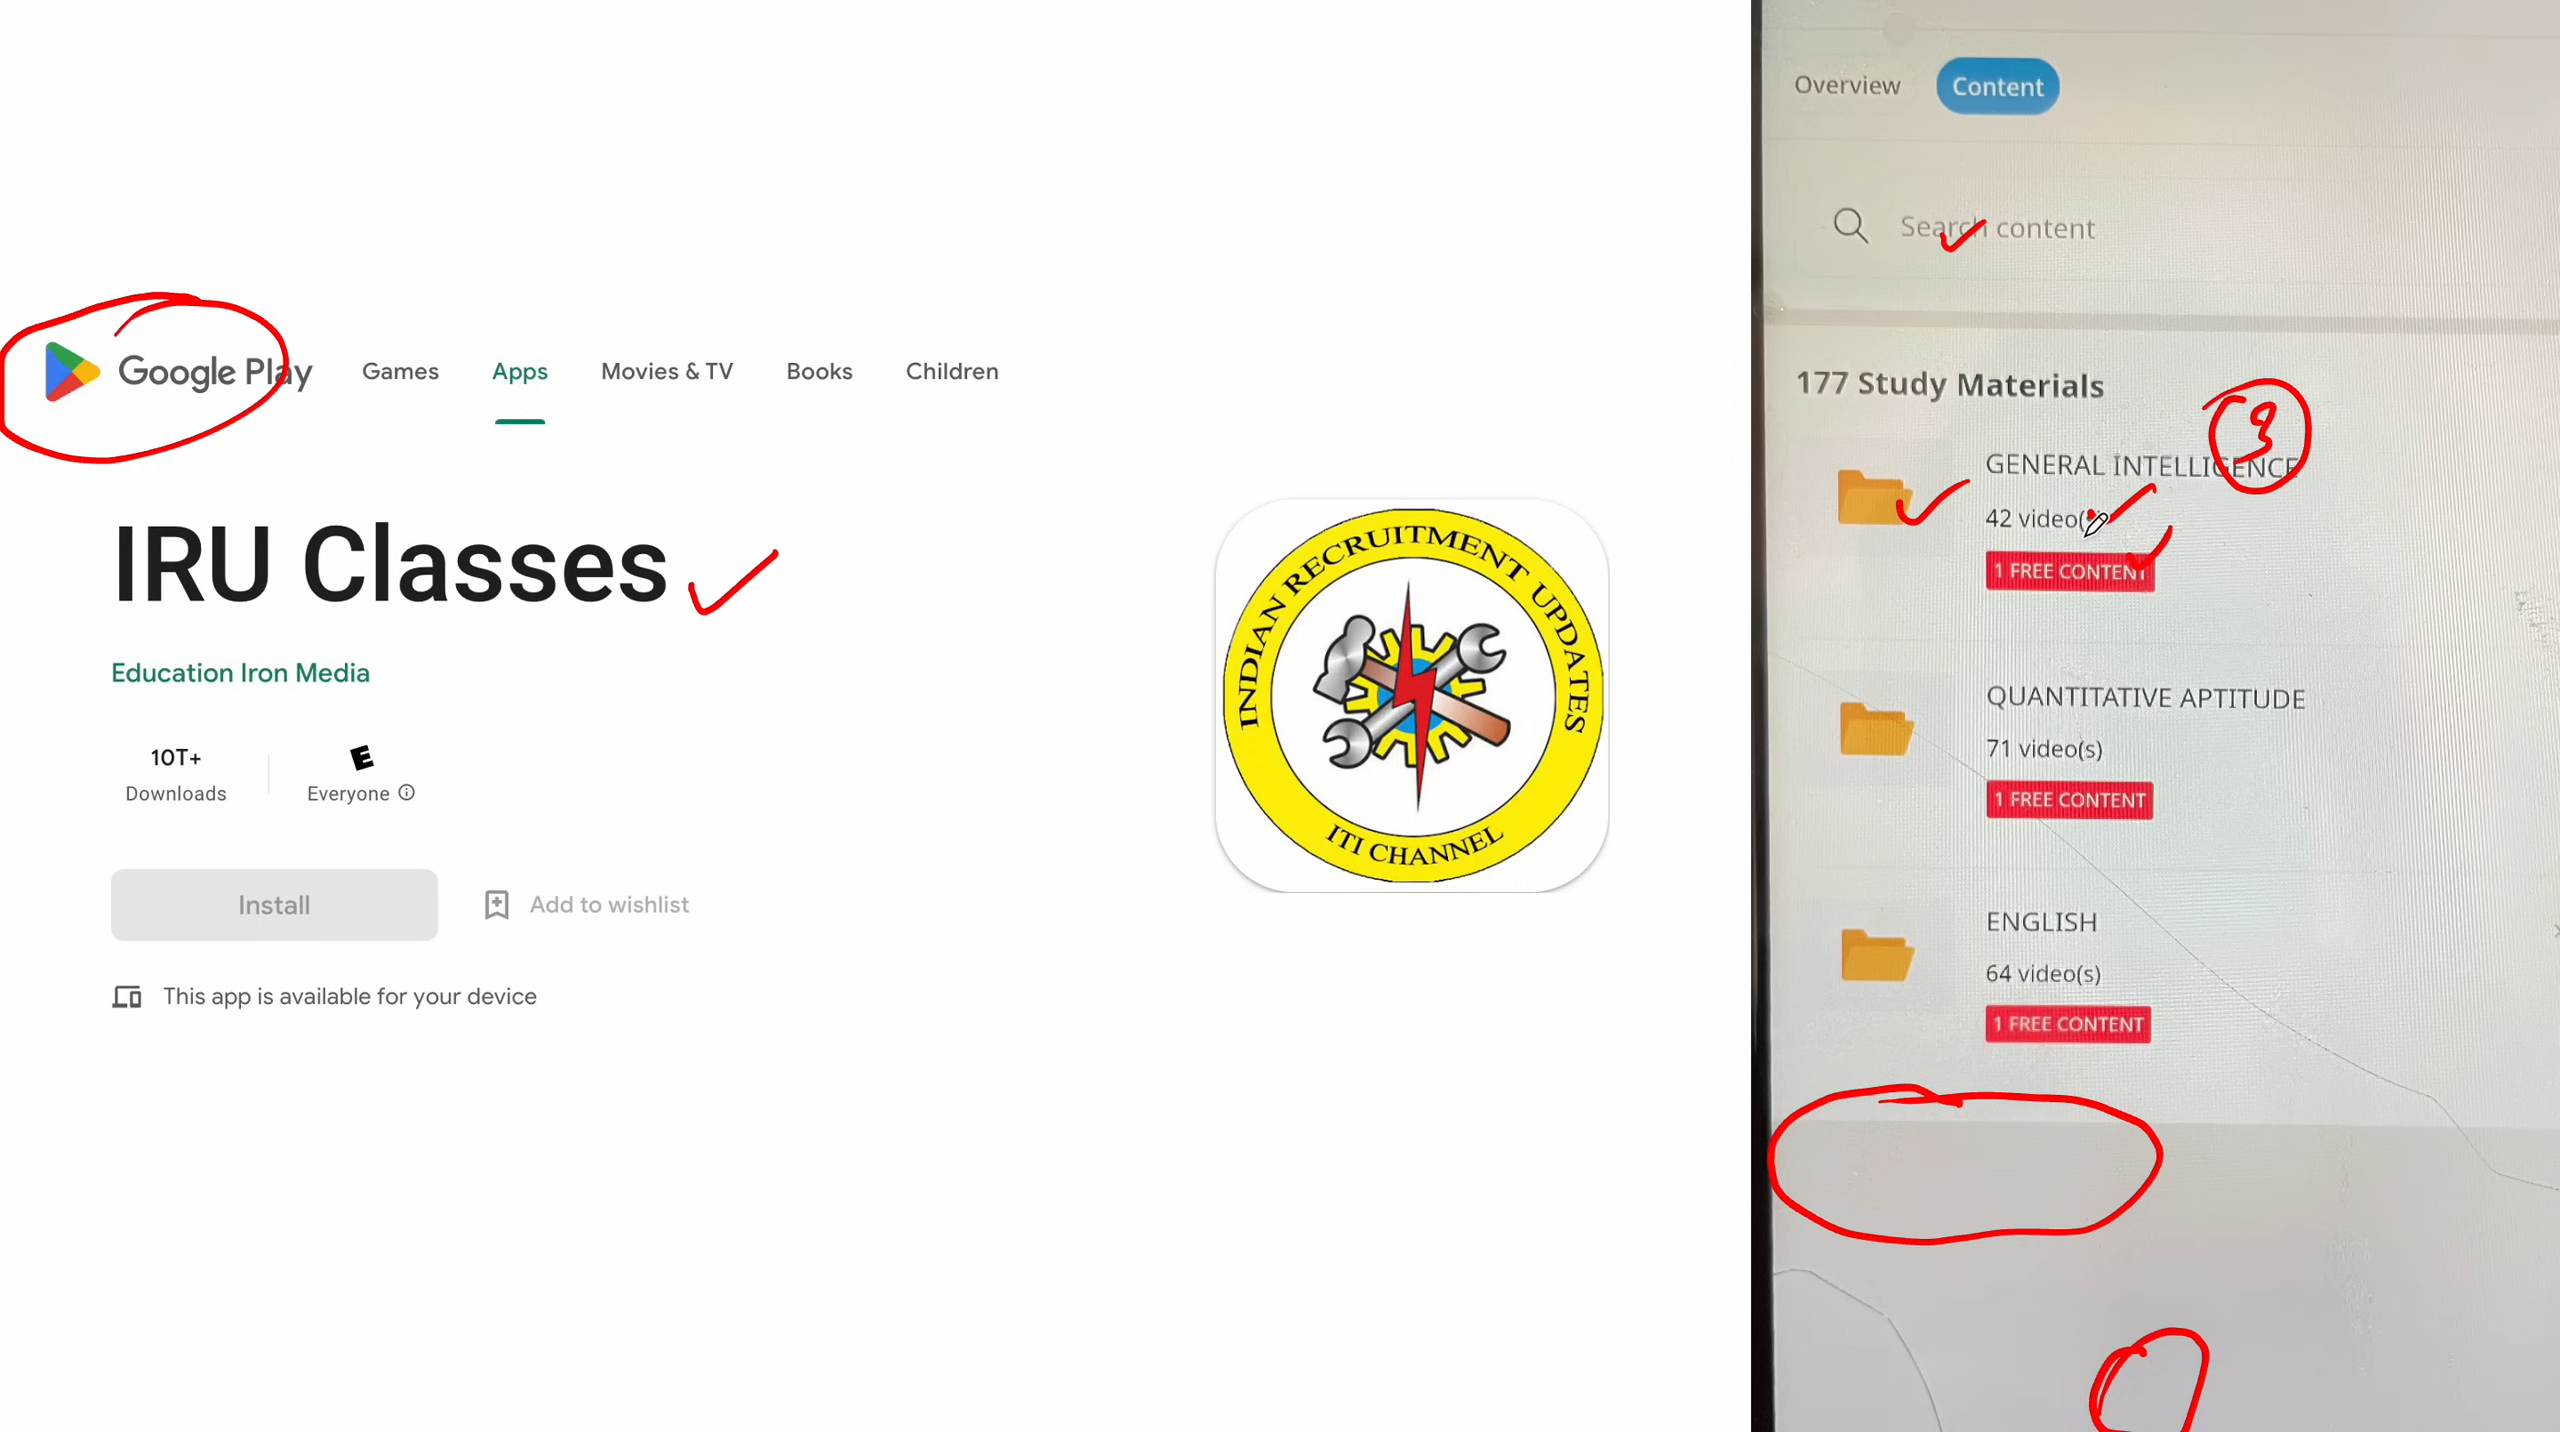 Google Play Games Apps Movies & TV Books Children
IRU Classes
Education Iron Media
10T+
Downloads
E
Everyone
Install
Add to wishlist
This app is available for your device
INDIAN RECRUITMENT UPDATES
ITI CHANNEL
Overview Content
Search content
177 Study Materials
3
GENERAL INTELLIGENCE
42 video(
1 FREE CONTENT
QUANTITATIVE APTITUDE
71 video(s)
1 FREE CONTENT
ENGLISH
64 video(s)
1 FREE CONTENT